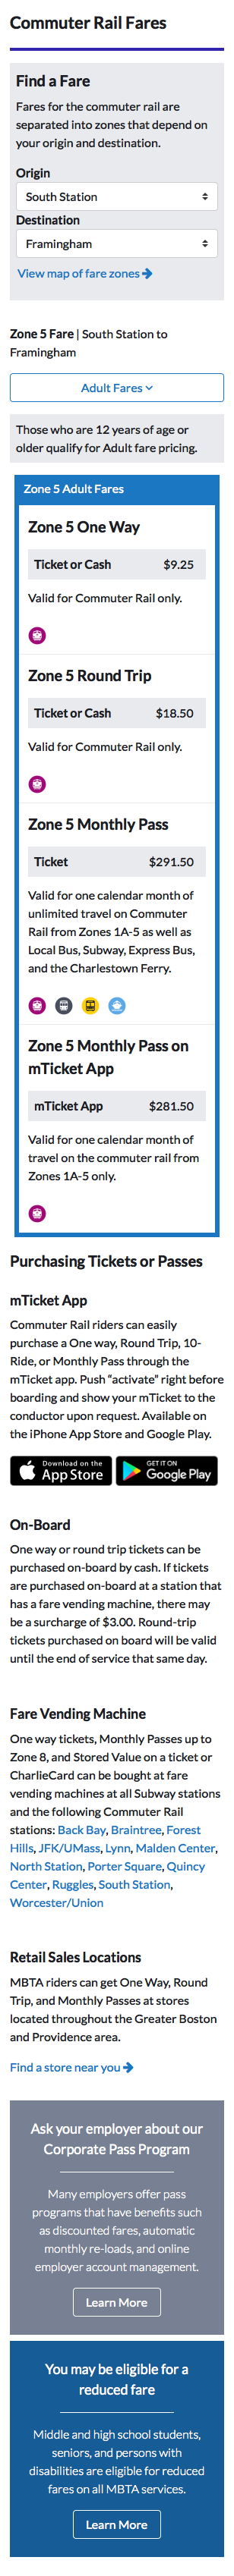 Commuter Rail Fares
Find a Fare
Fares for the commuter rail are
separated into zones that depend on
your origin and destination.
Origin
South Station
Destination
Framingham
View map of fare zones
Zone 5 Fare | South Station to
Framingham
Adult Fares
Those who are 12 years of age or
older qualify for Adult fare pricing.
Zone 5 Adult Fares
Zone 5 One Way
Ticket or Cash $9.25
Valid for Commuter Rail only.
Zone 5 Round Trip
Ticket or Cash $18.50
Valid for Commuter Rail only.
Zone 5 Monthly Pass
Ticket $291.50
Valid for one calendar month of
unlimited travel on Commuter
Rail from Zones 1A-5 as well as
Local Bus, Subway, Express Bus,
and the Charlestown Ferry.
Zone 5 Monthly Pass on
mTicket App
mTicket App $281.50
Valid for one calendar month of
travel on the commuter rail from
Zones 1A-5 only.
Purchasing Tickets or Passes
mTicket App
Commuter Rail riders can easily
purchase a One way, Round Trip, 10-
Ride, or Monthly Pass through the
mTicket app. Push “activate” right before
boarding and show your mTicket to the
conductor upon request. Available on
the iPhone App Store and Google Play.
Download on the
App Store
GET IT ON
Google Play
On-Board
One way or round trip tickets can be
purchased on-board by cash. If tickets
are purchased on-board at a station that
has a fare vending machine, there may
be a surcharge of $3.00. Round-trip
tickets purchased on board will be valid
until the end of service that same day.
Fare Vending Machine
One way tickets, Monthly Passes up to
Zone 8, and Stored Value on a ticket or
CharlieCard can be bought at fare
vending machines at all Subway stations
and the following Commuter Rail
stations: Back Bay, Braintree, Forest
Hills, JFK/UMass, Lynn, Malden Center,
North Station, Porter Square, Quincy
Center, Ruggles, South Station,
Worcester/Union
Retail Sales Locations
MBTA riders can get One Way, Round
Trip, and Monthly Passes at stores
located throughout the Greater Boston
and Providence area.
Find a store near you
Ask your employer about our
Corporate Pass Program
Many employers offer pass
programs that have benefits such
as discounted fares, automatic
monthly re-loads, and online
employer account management.
Learn More
You may be eligible for a
reduced fare
Middle and high school students,
seniors, and persons with
disabilities are eligible for reduced
fares on all MBTA services.
Learn More